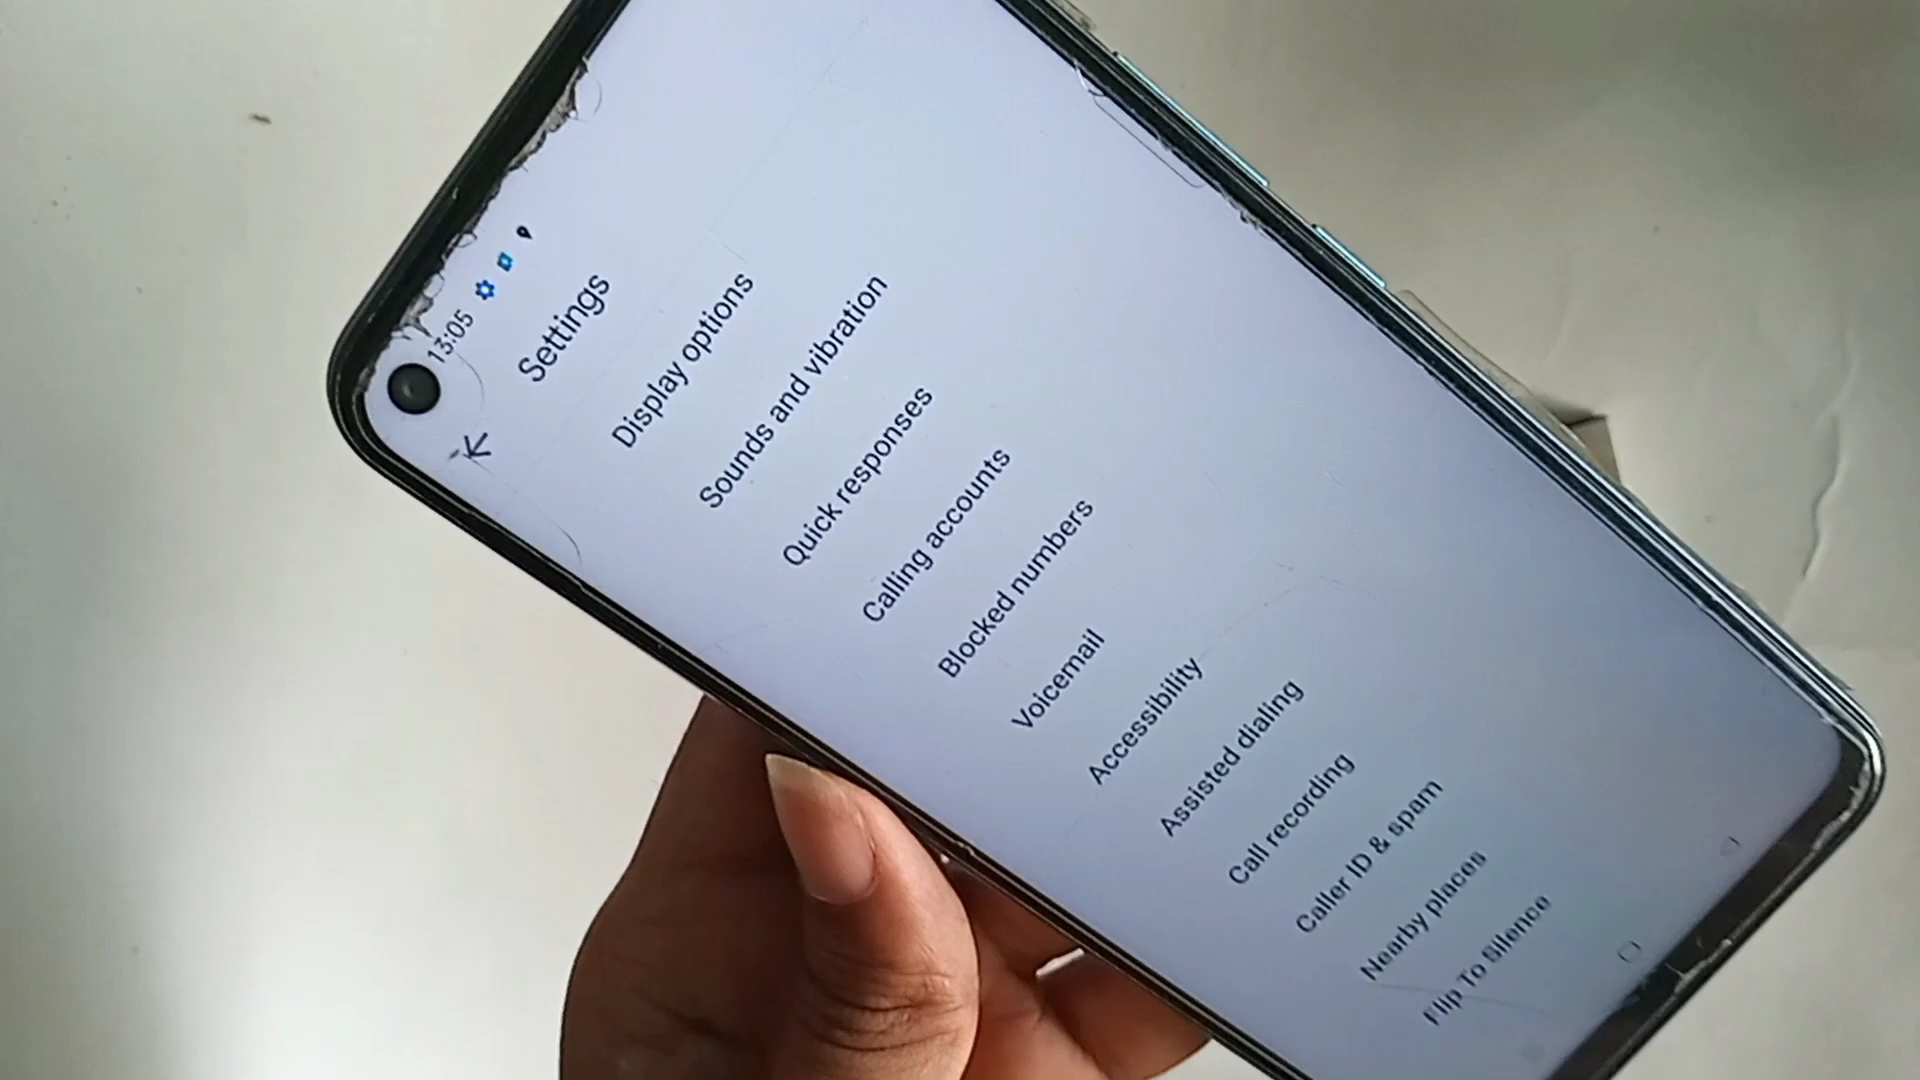 13:05
Settings
Display options
Sounds and vibration
Quick responses
Calling accounts
Blocked numbers
Voicemail
Accessibility
Assisted dialing
Call recording
Caller ID & spam
Nearby places
Flip To Silence